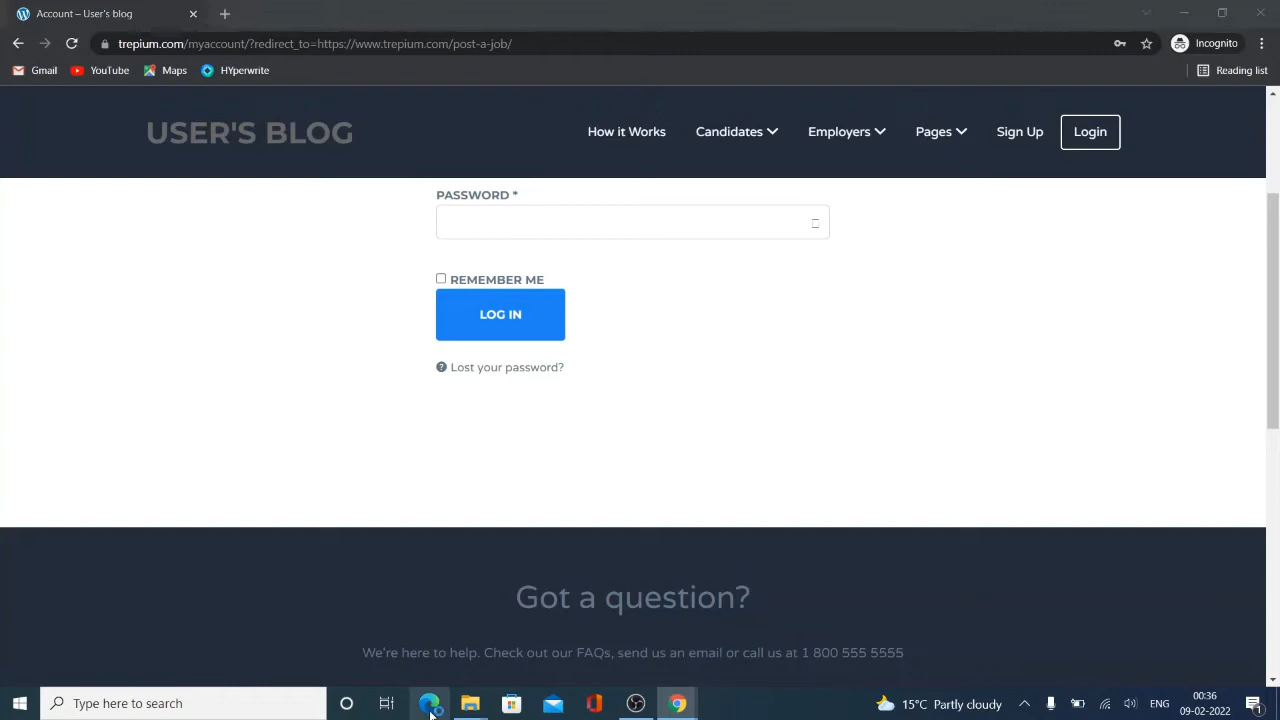 Account – User's blog
trepium.com/myaccount/?redirect_to=https://www.trepium.com/post-a-job/
Incognito
Gmail
YouTube
Maps
HYperwrite
Reading list
USER'S BLOG
How it Works
Candidates
Employers
Pages
Sign Up
Login
PASSWORD *
REMEMBER ME
LOG IN
? Lost your password?
Got a question?
We're here to help. Check out our FAQs, send us an email or call us at 1 800 555 5555
Type here to search
15°C Partly cloudy
ENG
00:36
09-02-2022
1